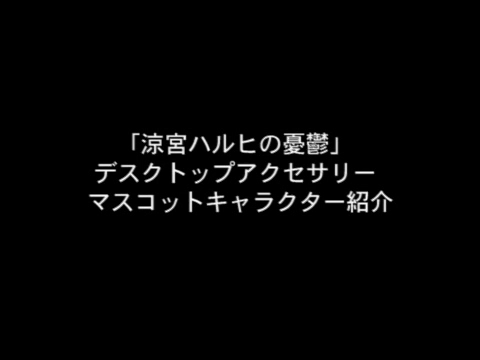 「涼宮ハルヒの憂鬱」
デスクトップアクセサリー
マスコットキャラクター紹介